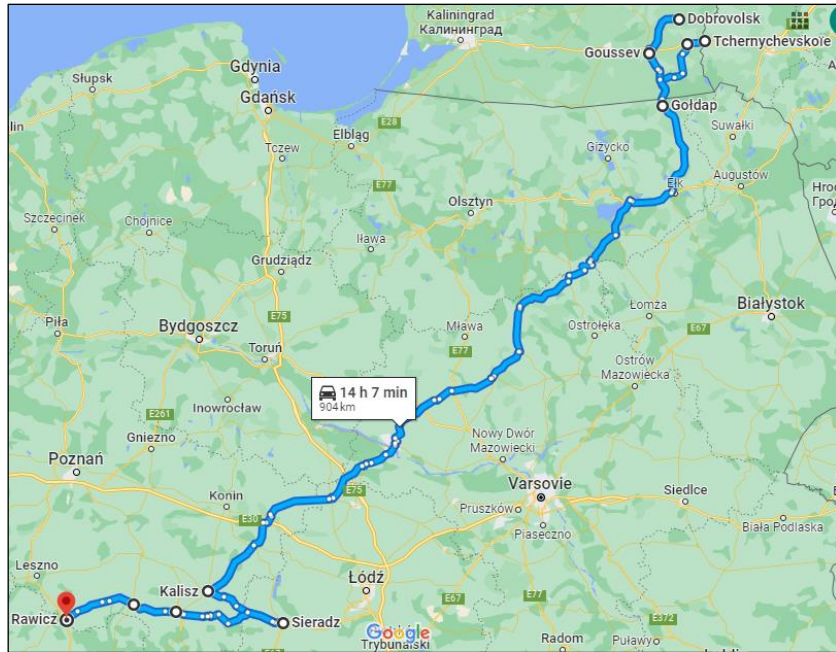 Dobrovolsk
Kaliningrad
Калининград
Tchernychevskoïe
Goussev
Słupsk
Gdynia
Gdańsk
Gołdap
Suwałki
Elbląg
E28
Tczew
Giżycko
Ełk
Augustów
E77
Olsztyn
Szczecinek
Chojnice
Iława
Grudziądz
E75
Łomża
Białystok
Piła
Bydgoszcz
Mława
Ostrołęka
E67
Toruń
E77
Ostrów
Mazowiecka
14 h 7 min
904 km
Inowrocław
E261
Gniezno
Nowy Dwór
Mazowiecki
Poznań
Varsovie
Konin
E75
Siedlce
Pruszków
E30
Biała Podlaska
Piaseczno
Leszno
Kalisz
Łódź
Rawicz
Sieradz
E67
E77
E372
Google
Piotrków
Trybunalski
Radom
Puławy